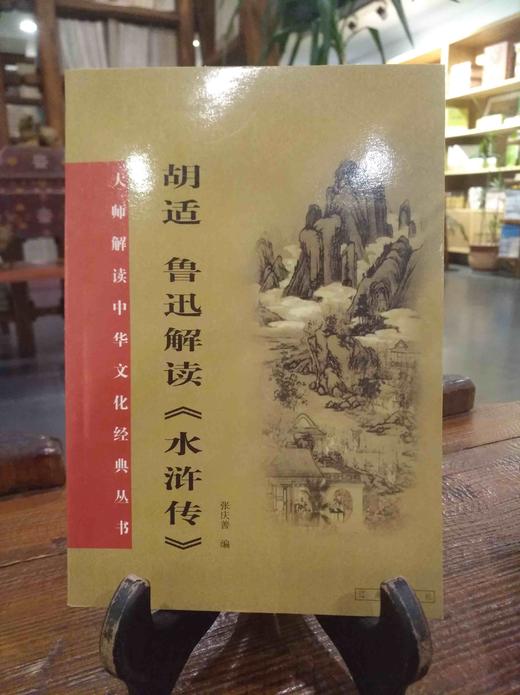 大师解读中华文化经典丛书
胡适 鲁迅解读《水浒传》
张庆善 编